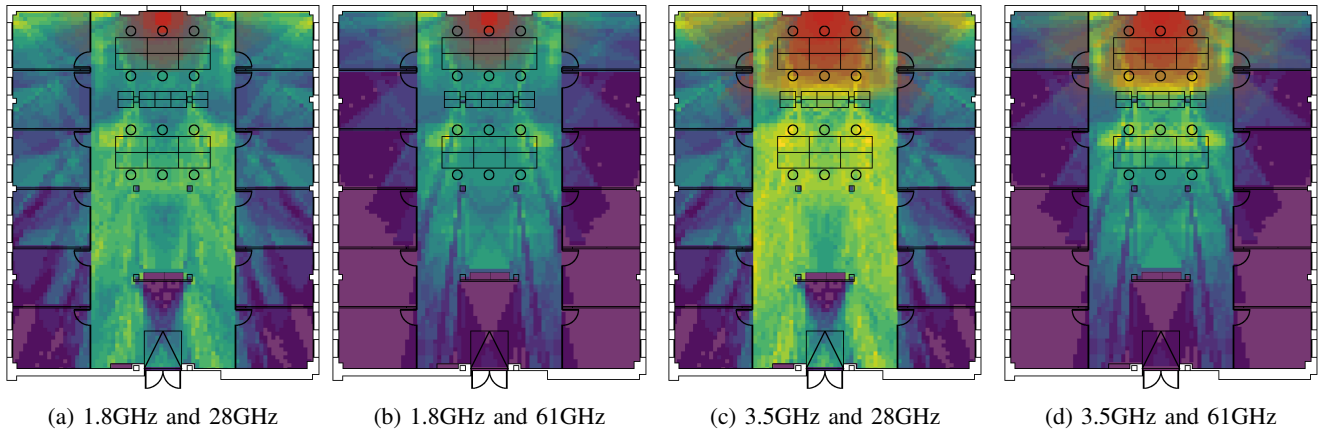 (a) 1.8GHz and 28GHz
(b) 1.8GHz and 61GHz
(c) 3.5GHz and 28GHz
(d) 3.5GHz and 61GHz